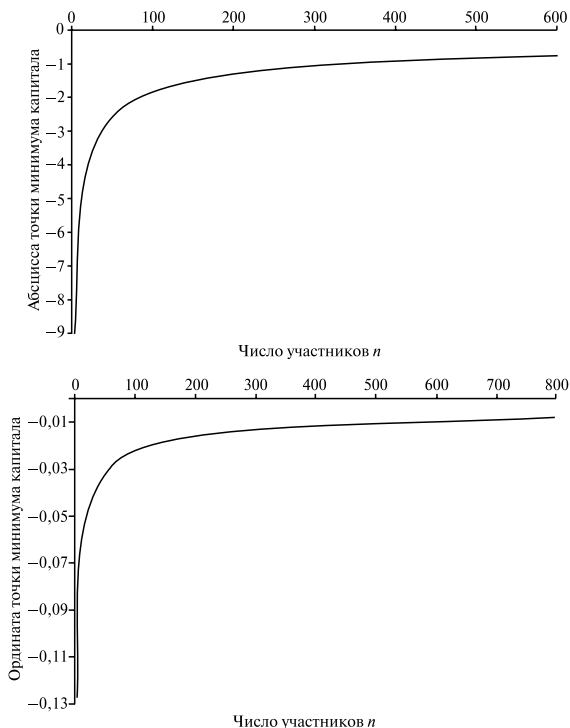 0 100 200 300 400 500 600
0
−1
−2
−3
−4
−5
−6
−7
−8
−9
Абсцисса точки минимума капитала
Число участников n
0 100 200 300 400 500 600 700 800
−0,01
−0,03
−0,05
−0,07
−0,09
−0,11
−0,13
Ордината точки минимума капитала
Число участников n